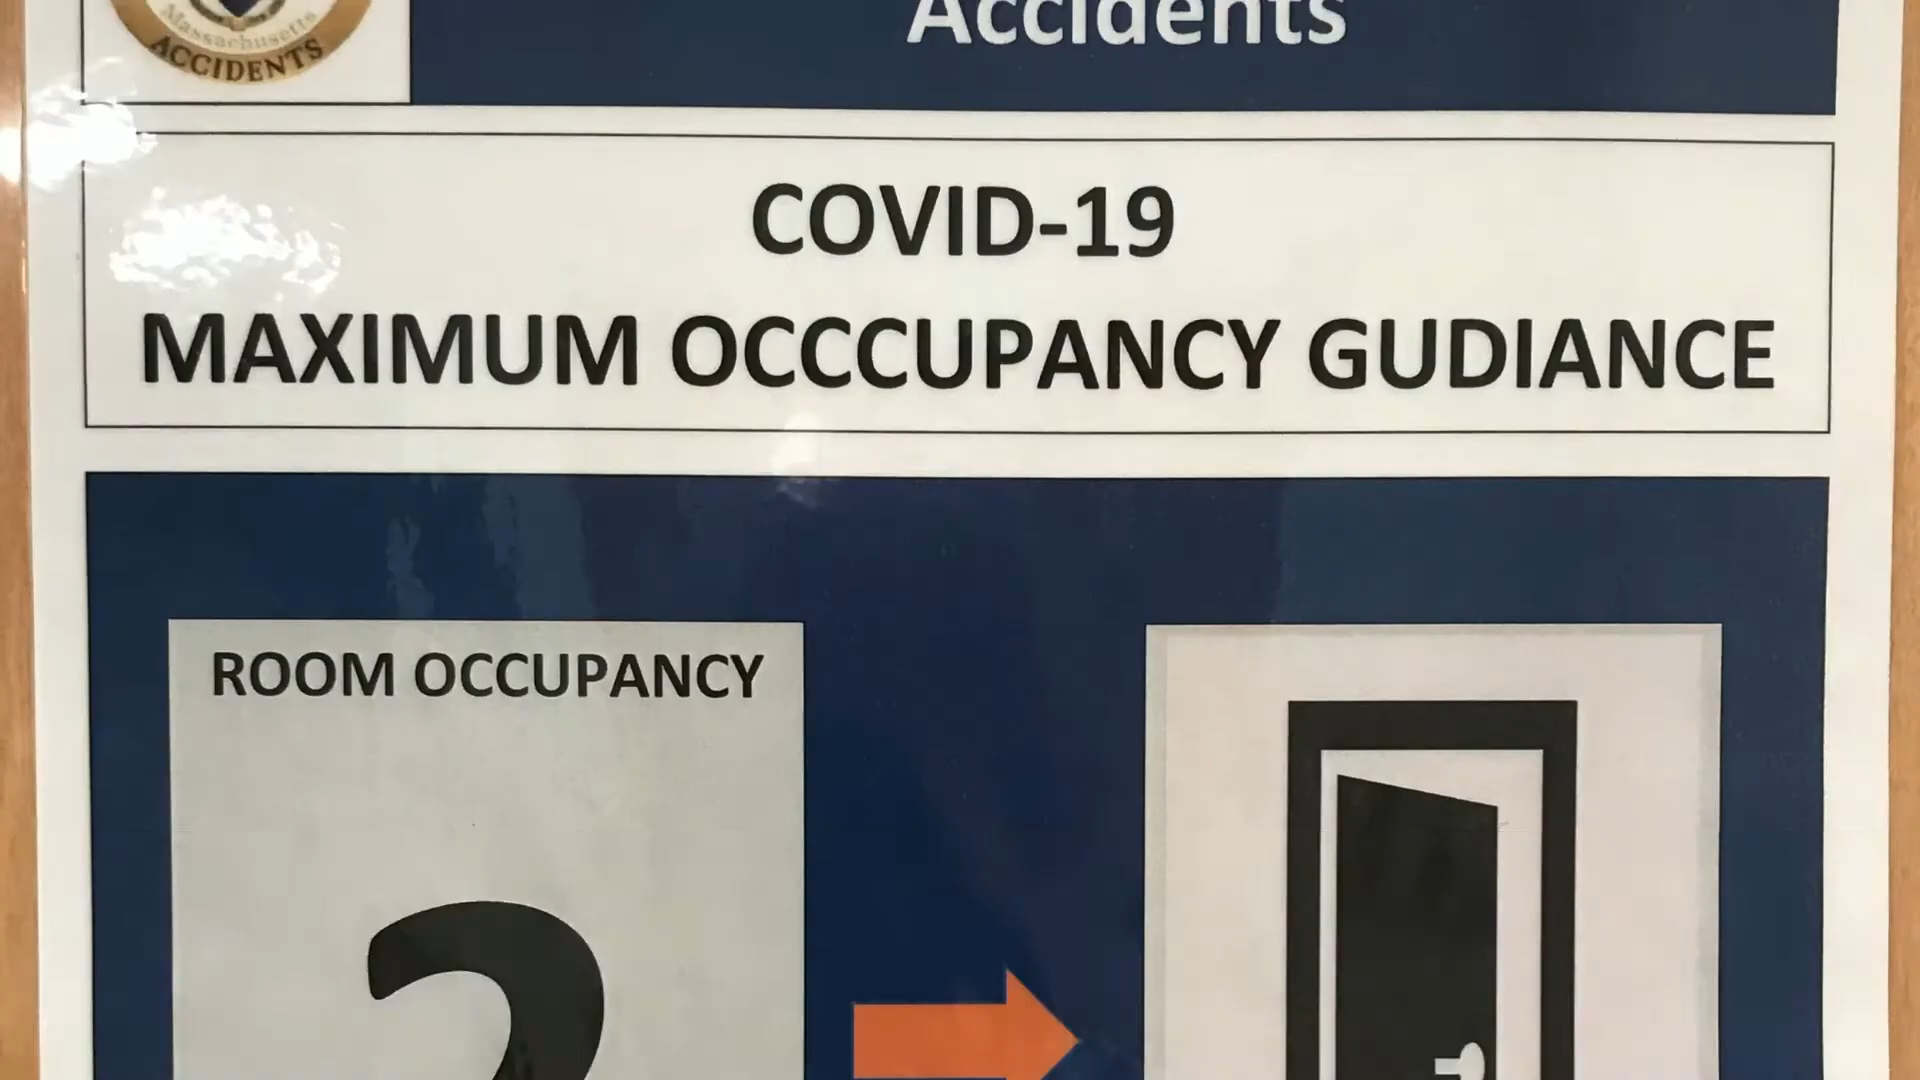 Massachusetts
ACCIDENTS
Accidents
COVID-19
MAXIMUM OCCCUPANCY GUDIANCE
ROOM OCCUPANCY